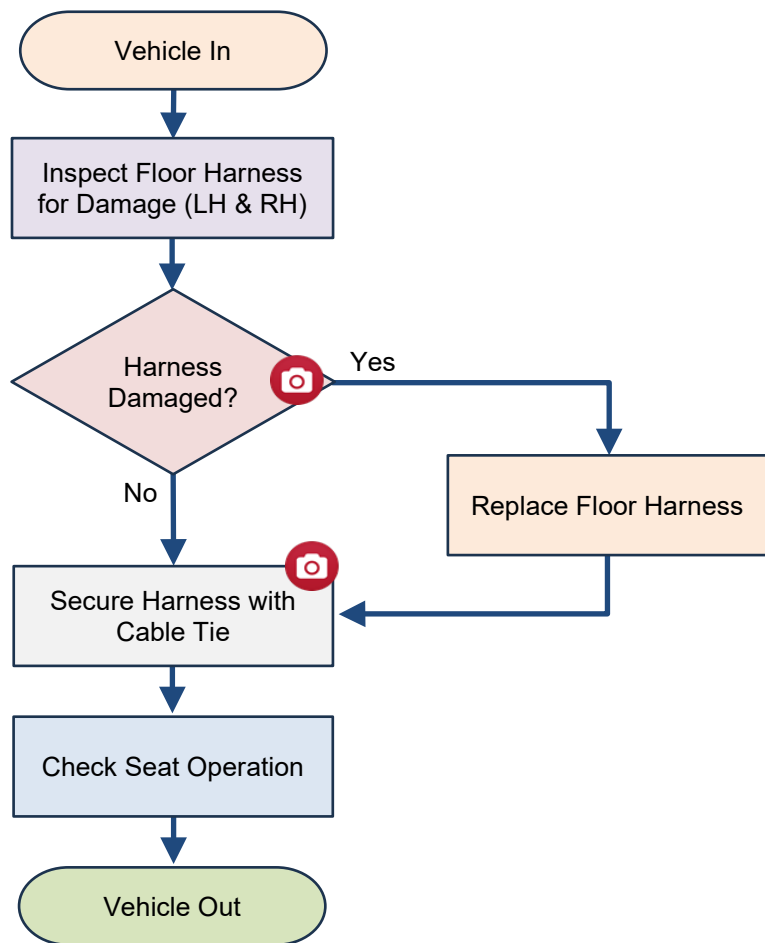 Vehicle In
Inspect Floor Harness
for Damage (LH & RH)
Harness
Damaged?
Yes
No
Replace Floor Harness
Secure Harness with
Cable Tie
Check Seat Operation
Vehicle Out